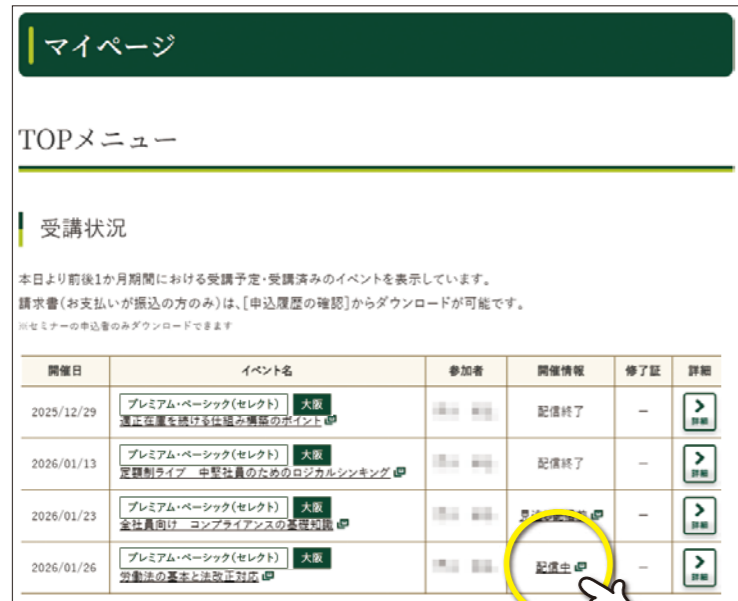 マイページ
TOPメニュー
受講状況
本日より前後1か月期間における受講予定・受講済みのイベントを表示しています。
請求書(お支払いが振込の方のみ)は、[申込履歴の確認]からダウンロードが可能です。
※セミナーの申込者のみダウンロードできます
開催日 イベント名 参加者 開催情報 修了証 詳細
プレミアム・ベーシック(セレクト) 大阪
2025/12/29 適正在庫を続ける仕組み構築のポイント 配信終了 － 詳細
プレミアム・ベーシック(セレクト) 大阪
2026/01/13 定額制ライブ 中堅社員のためのロジカルシンキング 配信終了 － 詳細
プレミアム・ベーシック(セレクト) 大阪
2026/01/23 全社員向け コンプライアンスの基礎知識 － 詳細
プレミアム・ベーシック(セレクト) 大阪
2026/01/26 労働法の基本と法改正対応 配信中 － 詳細